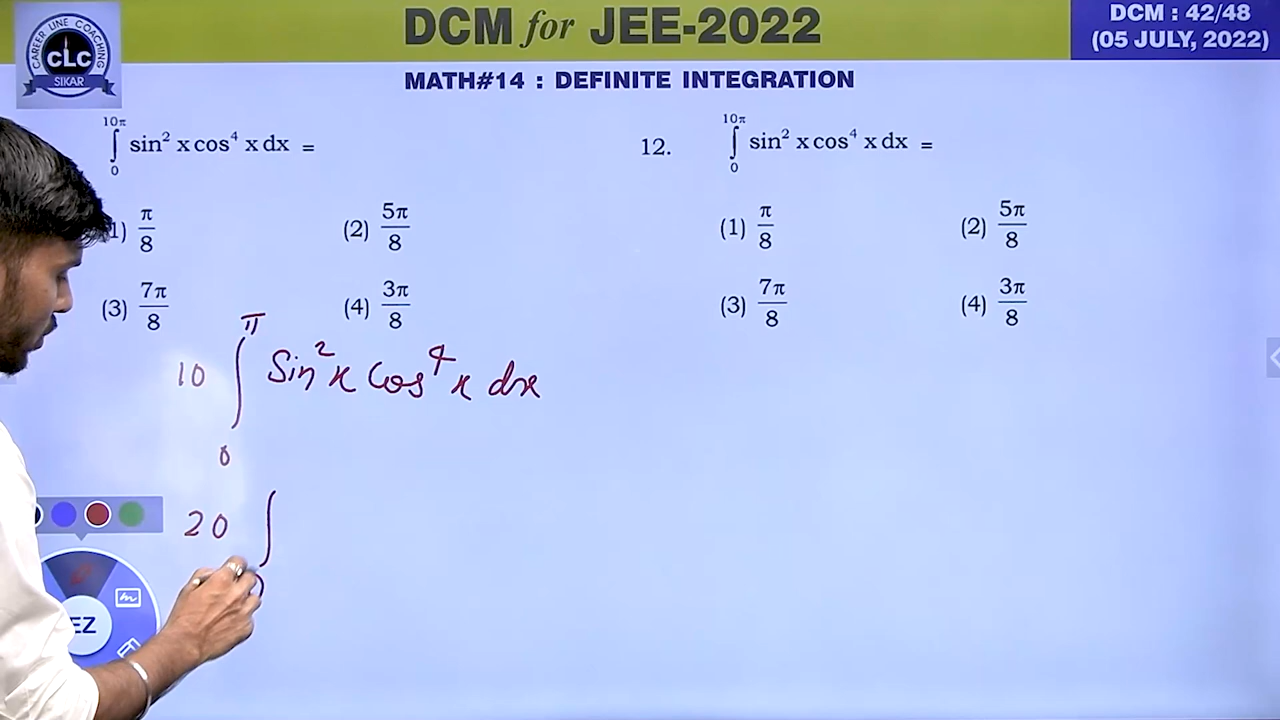 DCM for JEE-2022
DCM : 42/48
(05 JULY, 2022)
CAREER LINE COACHING
CLC
SIKAR
MATH#14 : DEFINITE INTEGRATION
∫₀^{10π} sin² x cos⁴ x dx =
1) π/8
(2) 5π/8
(3) 7π/8
(4) 3π/8
12. ∫₀^{10π} sin² x cos⁴ x dx =
(1) π/8
(2) 5π/8
(3) 7π/8
(4) 3π/8
10 ∫₀^π Sin²x Cos⁴ x dx
20 ∫
EZ